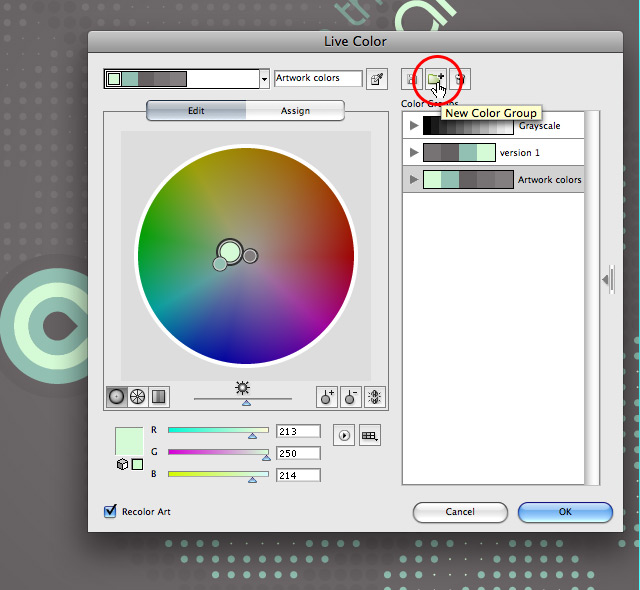 Live Color
Artwork colors
Color Groups
New Color Group
Edit
Assign
Grayscale
version 1
Artwork colors
R
213
G
250
B
214
Recolor Art
Cancel
OK